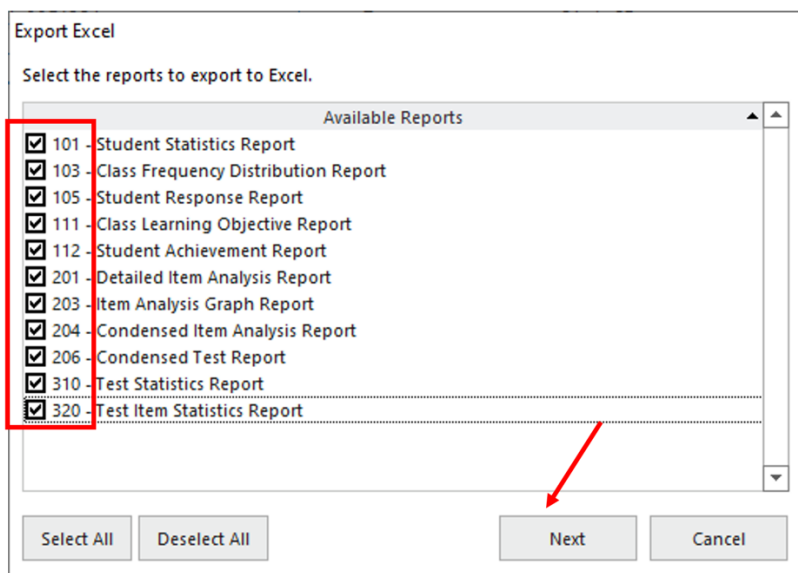 Export Excel
Select the reports to export to Excel.
Available Reports
101 - Student Statistics Report
103 - Class Frequency Distribution Report
105 - Student Response Report
111 - Class Learning Objective Report
112 - Student Achievement Report
201 - Detailed Item Analysis Report
203 - Item Analysis Graph Report
204 - Condensed Item Analysis Report
206 - Condensed Test Report
310 - Test Statistics Report
320 - Test Item Statistics Report
Select All Deselect All Next Cancel